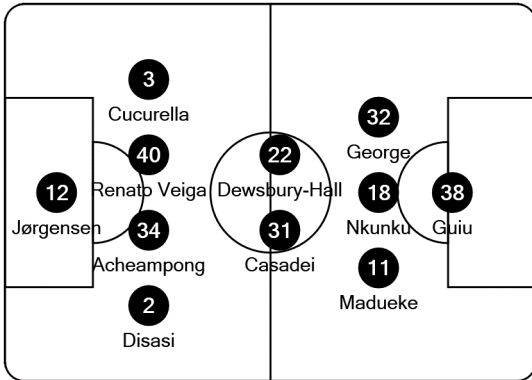 3
Cucurella
32
George
40
Renato Veiga
22
Dewsbury-Hall
12
Jørgensen
18
Nkunku
38
Guiu
34
Acheampong
31
Casadei
11
Madueke
2
Disasi